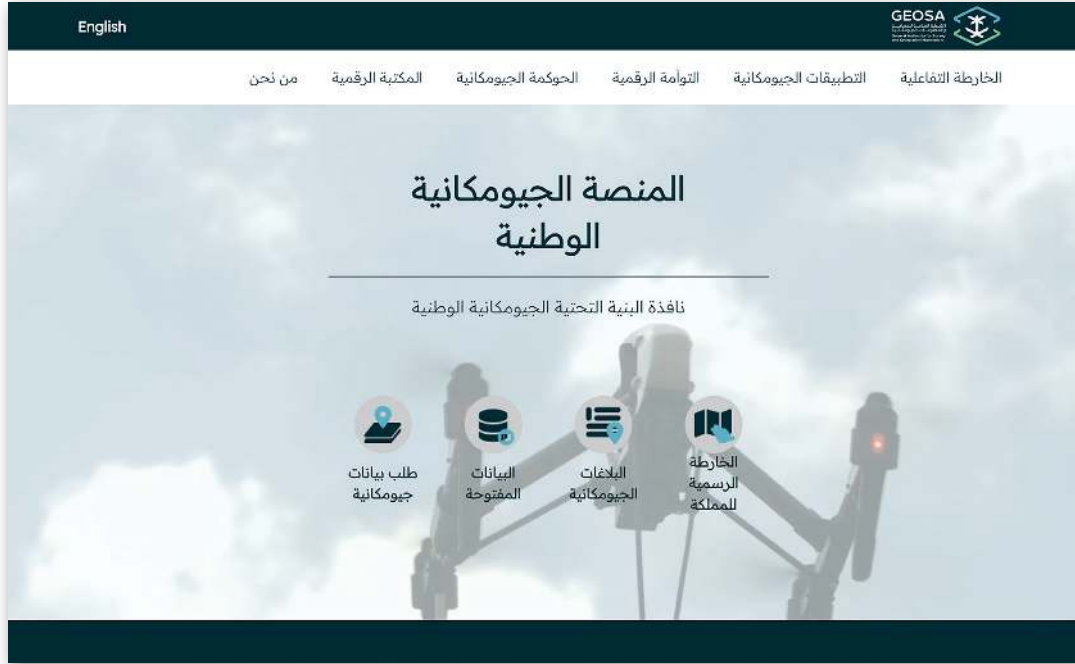 GEOSA
English
الخارطة التفاعلية
التطبيقات الجيومكانية
التوأمة الرقمية
الحوكمة الجيومكانية
المكتبة الرقمية
من نحن
المنصة الجيومكانية
الوطنية
نافذة البنية التحتية الجيومكانية الوطنية
الخارطة
الرسمية
للمملكة
البلاغات
الجيومكانية
البيانات
المفتوحة
طلب بيانات
جيومكانية